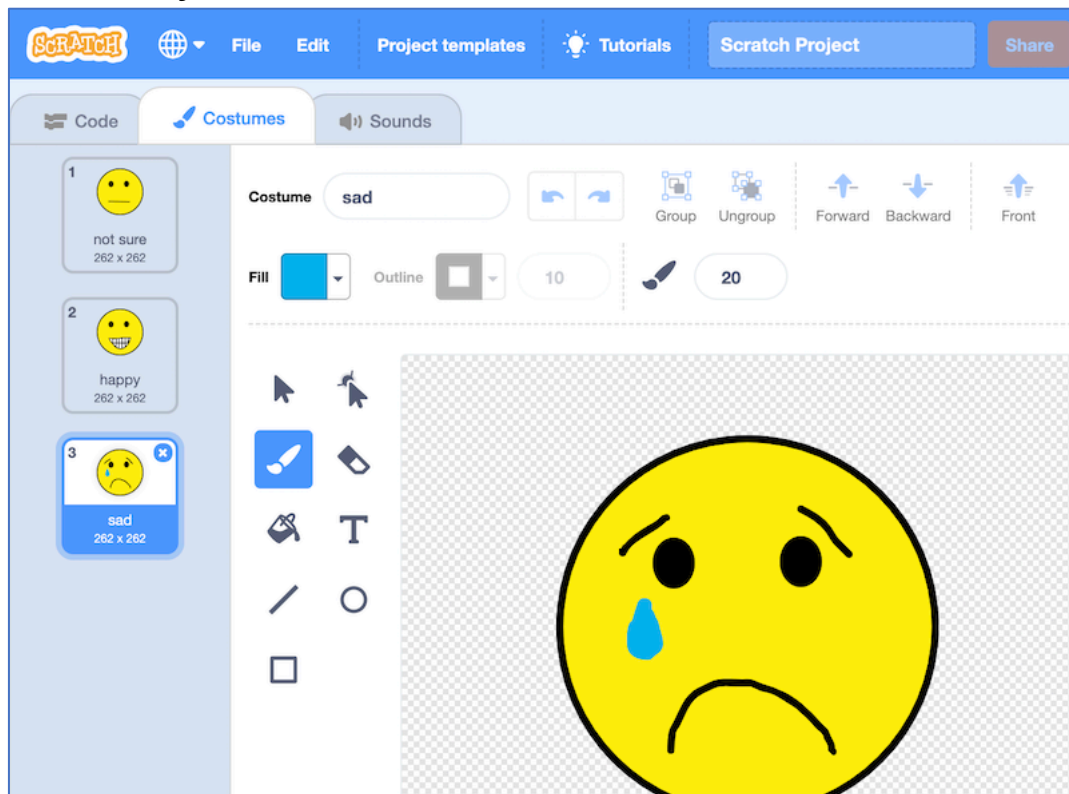 SCRATCH File Edit Project templates Tutorials Scratch Project Share
Code Costumes Sounds
1
not sure
262 x 262
2
happy
262 x 262
3
sad
262 x 262
Costume sad Group Ungroup Forward Backward Front
Fill Outline 10 20
T